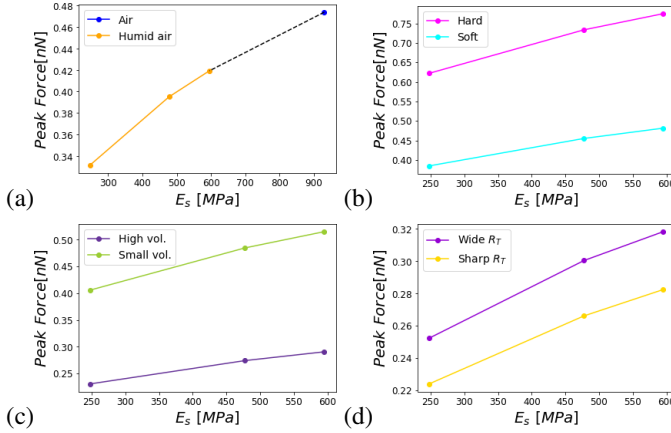 0.48
0.46
0.44
0.42
0.40
0.38
0.36
0.34
Peak Force[nN]
Air
Humid air
300 400 500 600 700 800 900
E_s [MPa]
(a)
0.75
0.70
0.65
0.60
0.55
0.50
0.45
0.40
Peak Force[nN]
Hard
Soft
250 300 350 400 450 500 550 600
E_s [MPa]
(b)
0.50
0.45
0.40
0.35
0.30
0.25
Peak Force[nN]
High vol.
Small vol.
250 300 350 400 450 500 550 600
E_s [MPa]
(c)
0.32
0.30
0.28
0.26
0.24
0.22
Peak Force[nN]
Wide R_T
Sharp R_T
250 300 350 400 450 500 550 600
E_s [MPa]
(d)